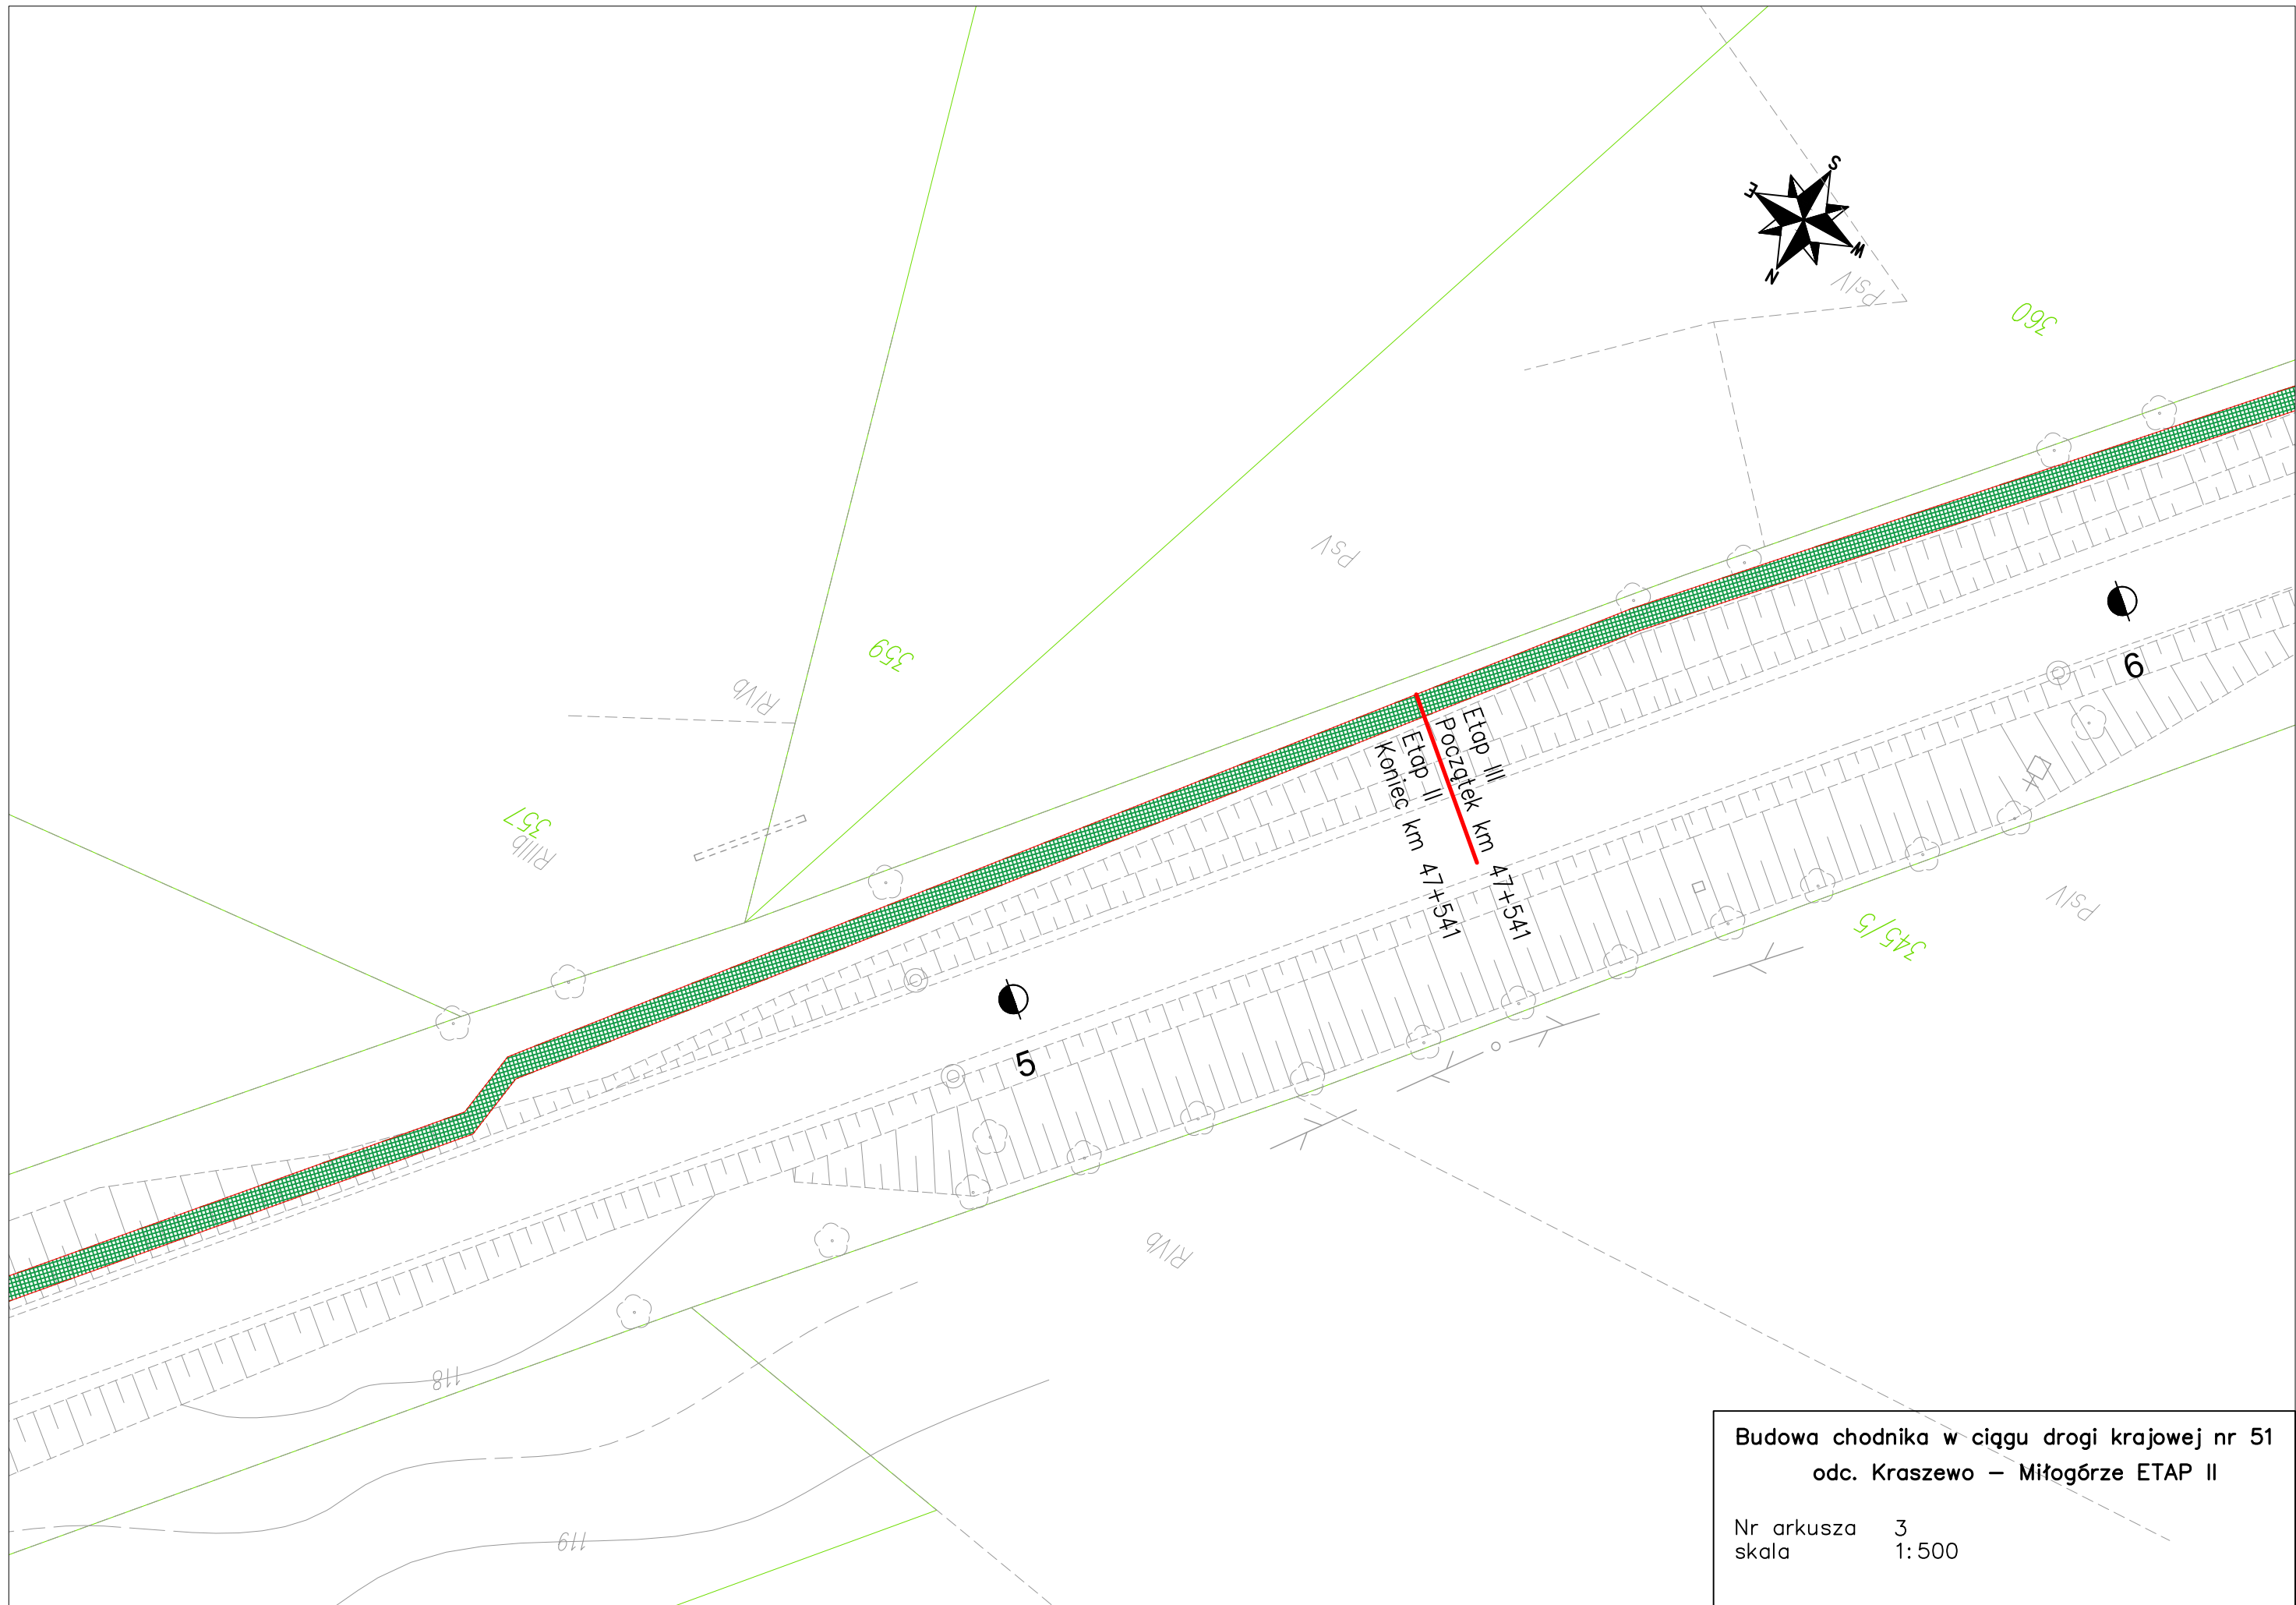 S
E
W
N
PsIV
360
PsV
359
RIVb
357
RIIIb
Etap III
Początek km 47+541
Etap II
Koniec km 47+541
6
5
PsIV
345/5
RIVb
118
119
Budowa chodnika w ciągu drogi krajowej nr 51
odc. Kraszewo – Miłogórze ETAP II
Nr arkusza 3
skala 1:500